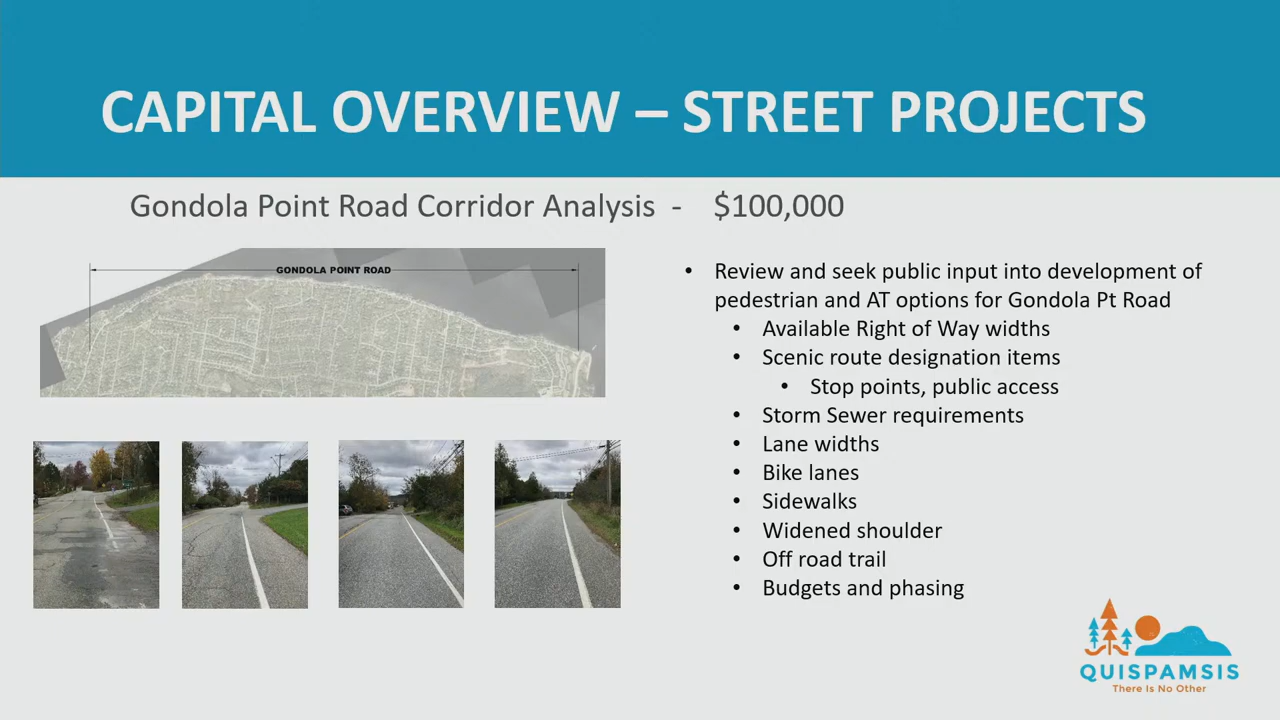 CAPITAL OVERVIEW – STREET PROJECTS
Gondola Point Road Corridor Analysis - $100,000
GONDOLA POINT ROAD
• Review and seek public input into development of
pedestrian and AT options for Gondola Pt Road
• Available Right of Way widths
• Scenic route designation items
• Stop points, public access
• Storm Sewer requirements
• Lane widths
• Bike lanes
• Sidewalks
• Widened shoulder
• Off road trail
• Budgets and phasing
QUISPAMSIS
There Is No Other